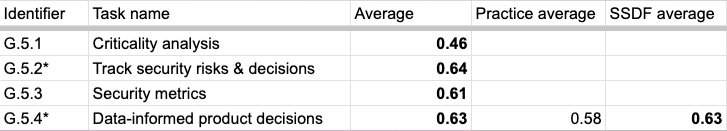 Identifier Task name Average Practice average SSDF average
G.5.1 Criticality analysis 0.46
G.5.2* Track security risks & decisions 0.64
G.5.3 Security metrics 0.61
G.5.4* Data-informed product decisions 0.63 0.58 0.63